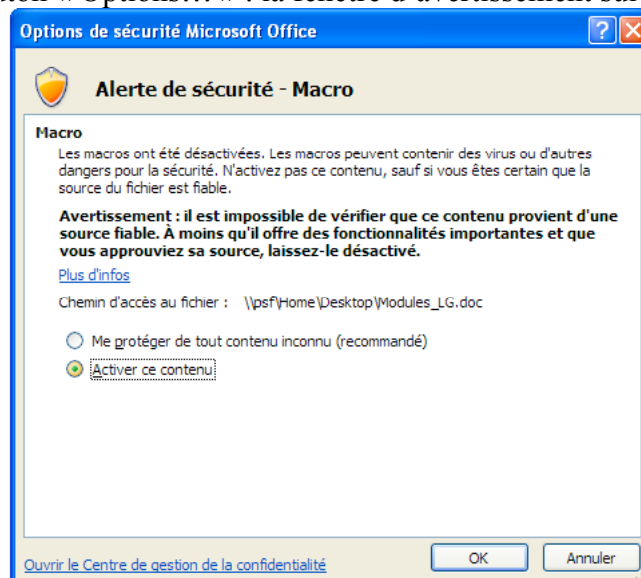 « Options... » : la fenêtre d'avertissement
Options de sécurité Microsoft Office
Alerte de sécurité - Macro
Macro
Les macros ont été désactivées. Les macros peuvent contenir des virus ou d'autres
dangers pour la sécurité. N'activez pas ce contenu, sauf si vous êtes certain que la
source du fichier est fiable.
Avertissement : il est impossible de vérifier que ce contenu provient d'une
source fiable. À moins qu'il offre des fonctionnalités importantes et que
vous approuviez sa source, laissez-le désactivé.
Plus d'infos
Chemin d'accès au fichier : \\psf\Home\Desktop\Modules_LG.doc
Me protéger de tout contenu inconnu (recommandé)
Activer ce contenu
Ouvrir le Centre de gestion de la confidentialité
OK Annuler